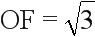 OF = √3